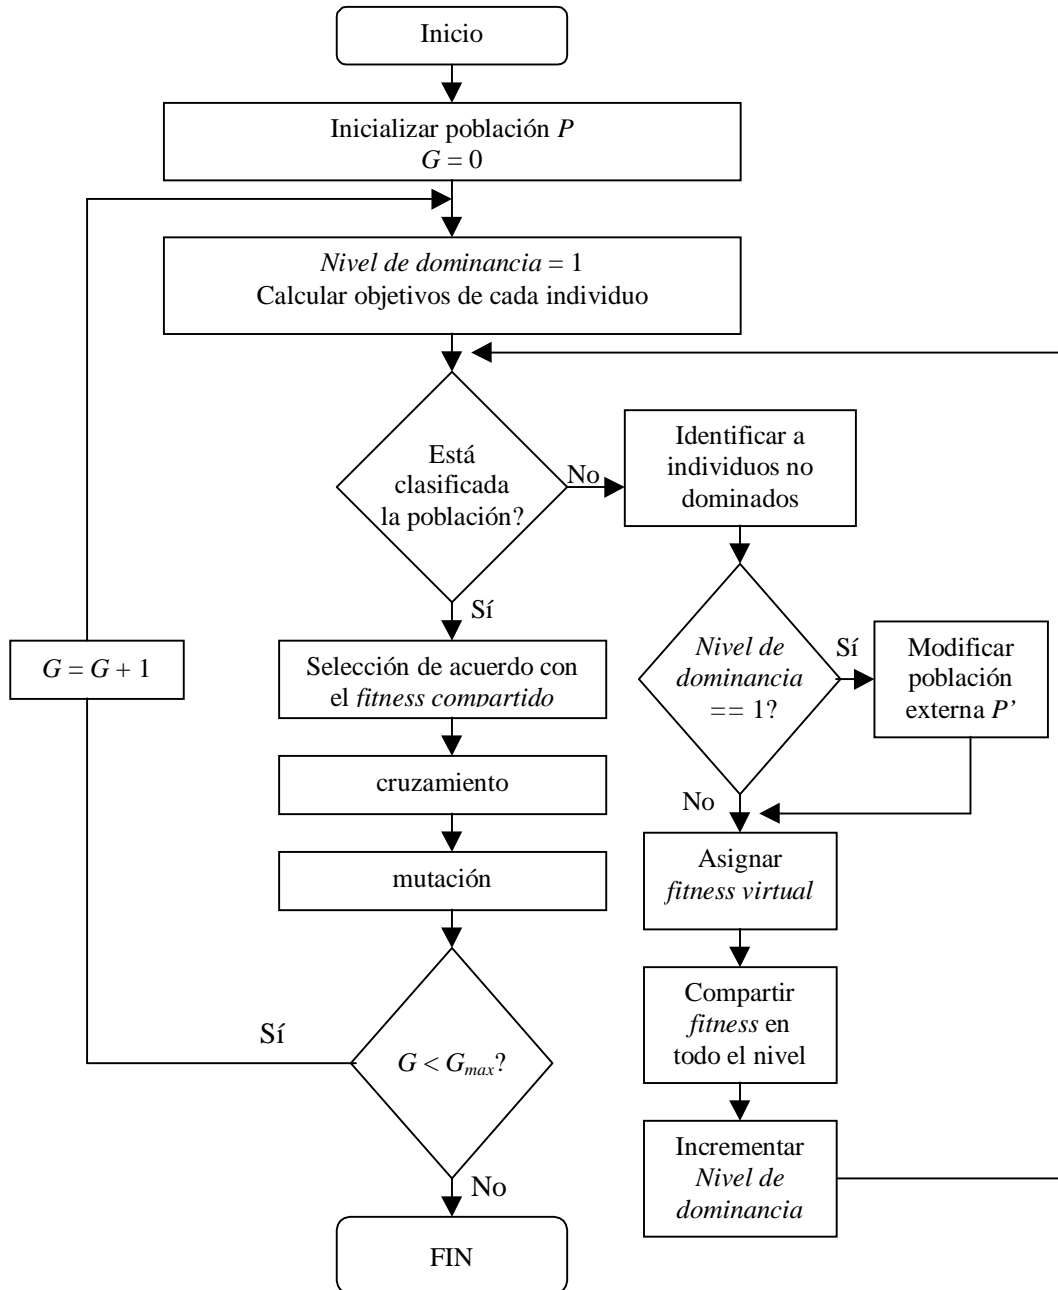 Inicio
Inicializar población P
G = 0
Nivel de dominancia = 1
Calcular objetivos de cada individuo
Está
clasificada
la población?
No
Identificar a
individuos no
dominados
Sí
Nivel de
dominancia
== 1?
Sí
Modificar
población
externa P’
G = G + 1
Selección de acuerdo con
el fitness compartido
cruzamiento
No
mutación
Asignar
fitness virtual
Compartir
fitness en
todo el nivel
Sí
G < Gmax?
Incrementar
Nivel de
dominancia
No
FIN